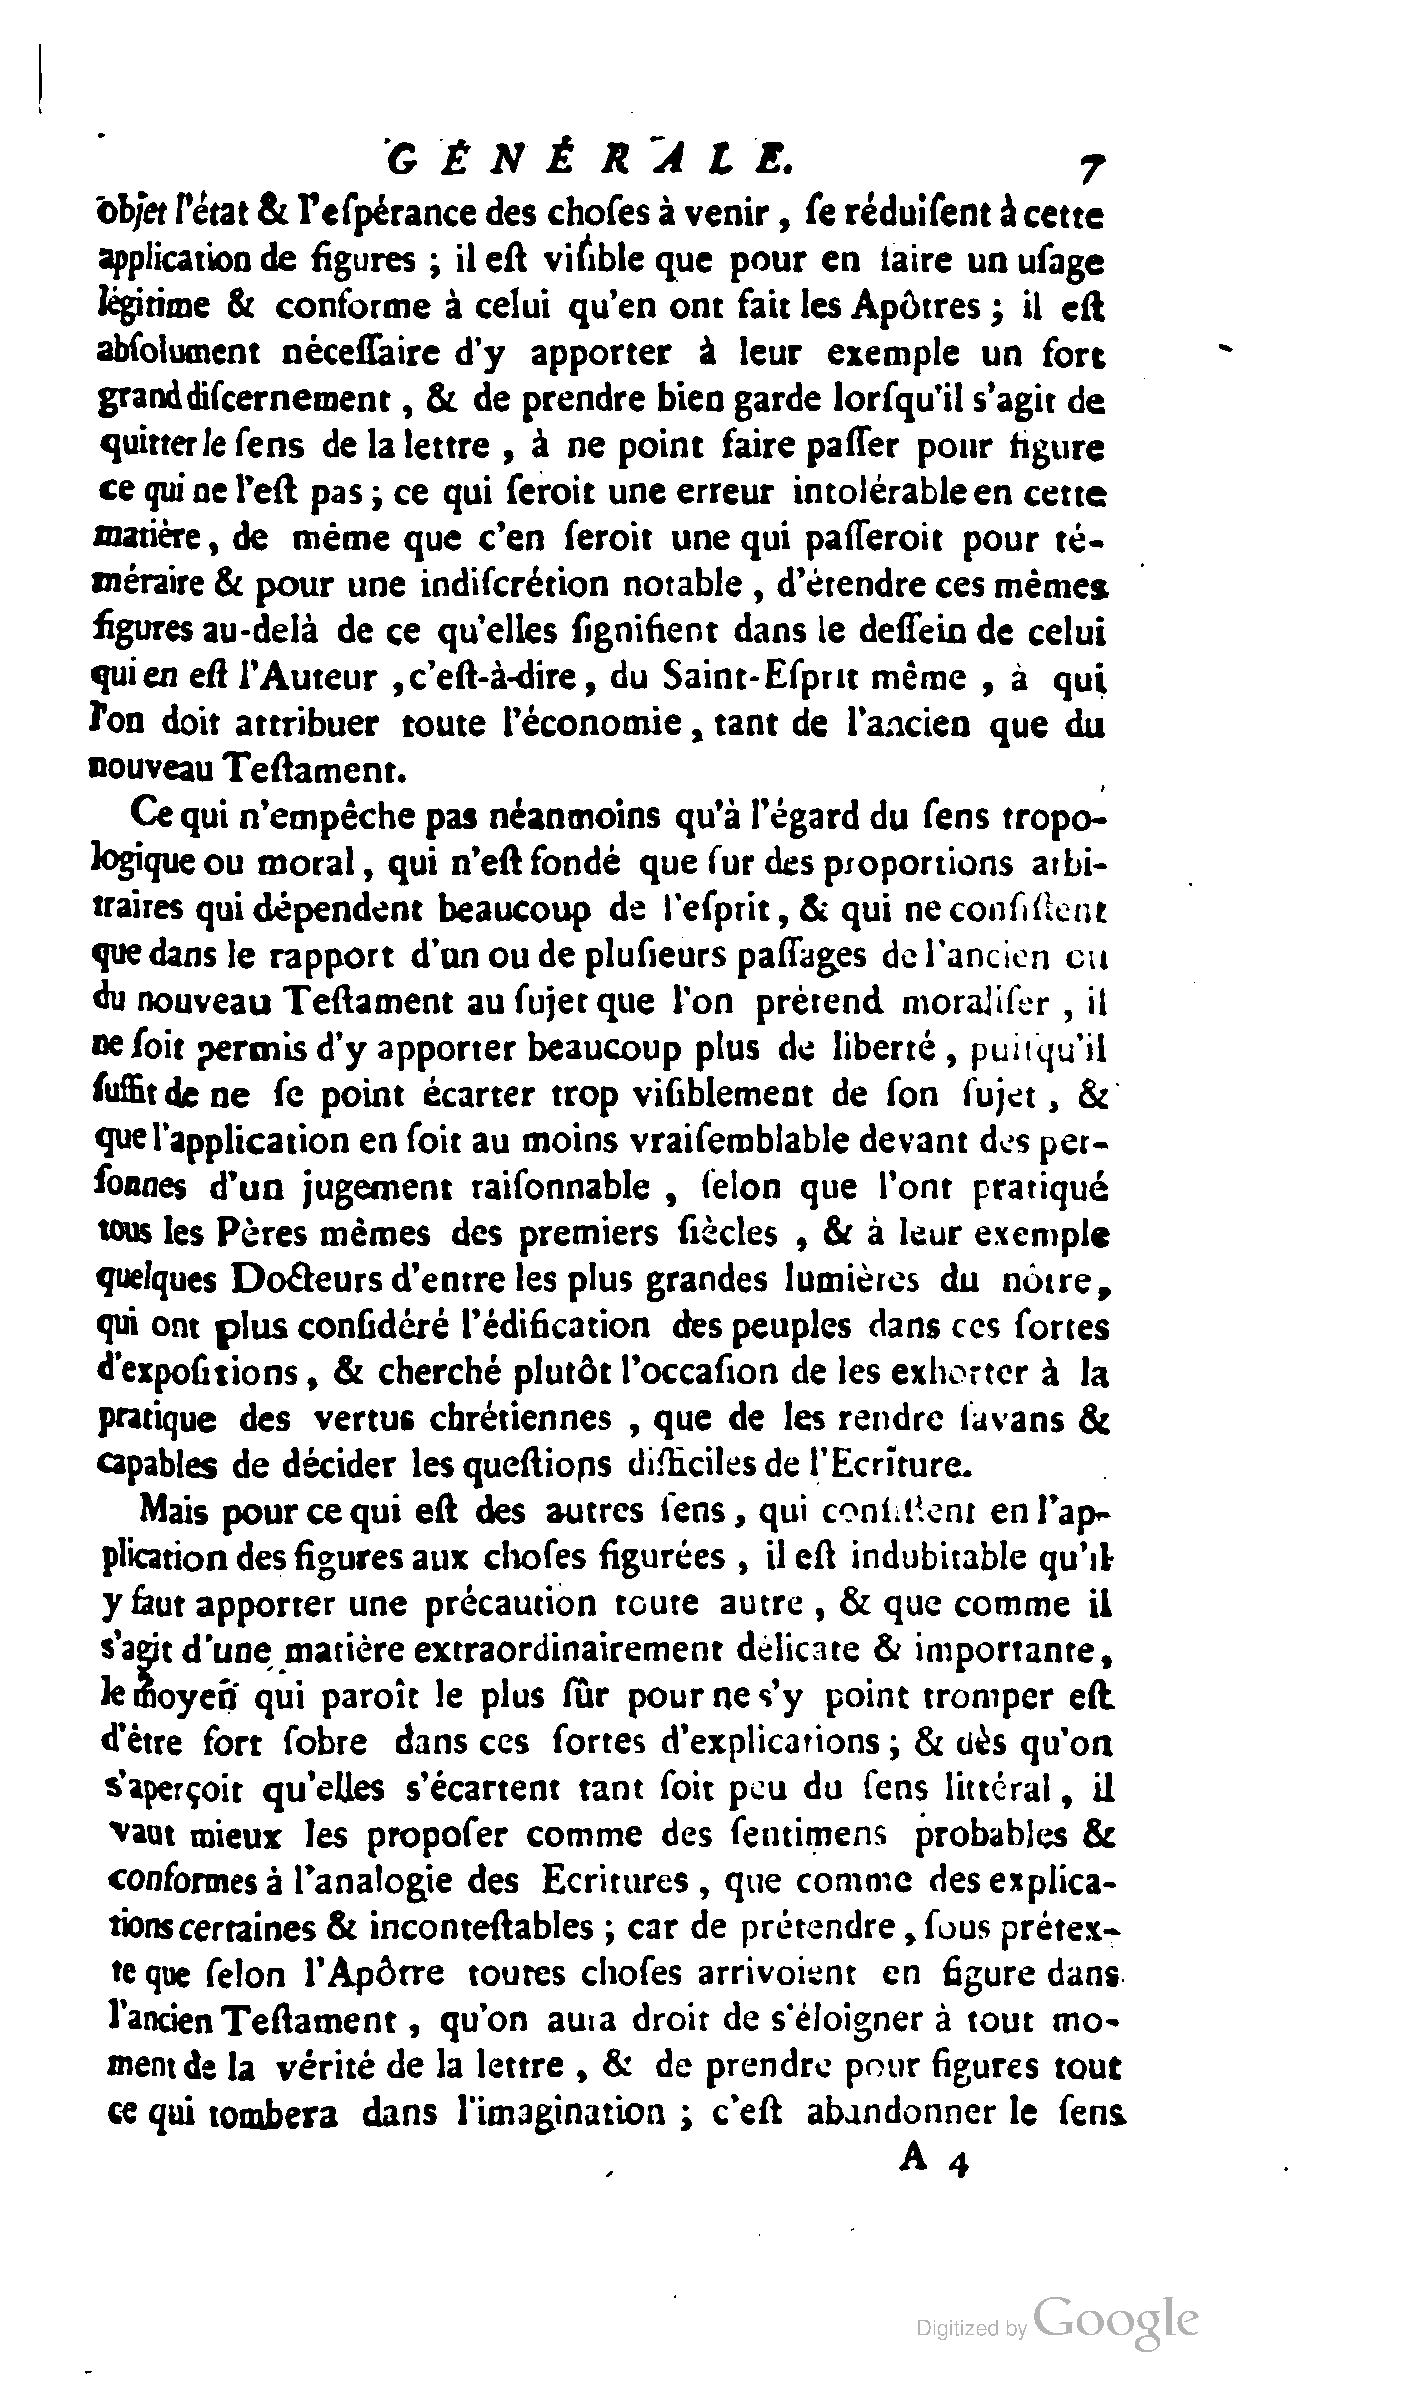 GÉNÉRALE. 7
objet l'état & l'eſpérance des choſes à venir, ſe réduiſent à cette
application de figures ; il eſt viſible que pour en faire un uſage
légitime & conforme à celui qu'en ont fait les Apôtres ; il eſt
abſolument néceſſaire d'y apporter à leur exemple un fort
grand diſcernement, & de prendre bien garde lorſqu'il s'agit de
quitter le ſens de la lettre, à ne point faire paſſer pour figure
ce qui ne l'eſt pas ; ce qui ſeroit une erreur intolérable en cette
matière, de même que c'en ſeroit une qui paſſeroit pour té-
méraire & pour une indiſcrétion notable, d'étendre ces mêmes
figures au-delà de ce qu'elles ſignifient dans le deſſein de celui
qui en eſt l'Auteur, c'eſt-à-dire, du Saint-Eſprit même, à qui
l'on doit attribuer toute l'économie, tant de l'ancien que du
nouveau Teſtament.
Ce qui n'empêche pas néanmoins qu'à l'égard du ſens tropo-
logique ou moral, qui n'eſt fondé que ſur des proportions arbi-
traires qui dépendent beaucoup de l'eſprit, & qui ne conſiſtent
que dans le rapport d'un ou de pluſieurs paſſages de l'ancien ou
du nouveau Teſtament au ſujet que l'on prétend moraliſer, il
ne ſoit permis d'y apporter beaucoup plus de liberté, puiſqu'il
ſuffit de ne ſe point écarter trop viſiblement de ſon ſujet, &
que l'application en ſoit au moins vraiſemblable devant des per-
ſonnes d'un jugement raiſonnable, ſelon que l'ont pratiqué
tous les Pères mêmes des premiers ſiècles, & à leur exemple
quelques Docteurs d'entre les plus grandes lumières du nôtre,
qui ont plus conſidéré l'édification des peuples dans ces ſortes
d'expoſitions, & cherché plutôt l'occaſion de les exhorter à la
pratique des vertus chrétiennes, que de les rendre ſavans &
capables de décider les queſtions difficiles de l'Ecriture.
Mais pour ce qui eſt des autres ſens, qui conſiſtent en l'ap-
plication des figures aux choſes figurées, il eſt indubitable qu'il
y faut apporter une précaution toute autre, & que comme il
s'agit d'une matière extraordinairement délicate & importante,
le moyen qui paroît le plus ſûr pour ne s'y point tromper eſt
d'être fort ſobre dans ces ſortes d'explications ; & dès qu'on
s'aperçoit qu'elles s'écartent tant ſoit peu du ſens littéral, il
vaut mieux les propoſer comme des ſentimens probables &
conformes à l'analogie des Ecritures, que comme des explica-
tions certaines & inconteſtables ; car de prétendre, ſous prétex-
te que ſelon l'Apôtre toutes choſes arrivoient en figure dans
l'ancien Teſtament, qu'on aura droit de s'éloigner à tout mo-
ment de la vérité de la lettre, & de prendre pour figures tout
ce qui tombera dans l'imagination ; c'eſt abandonner le ſens
A 4
Digitized by Google